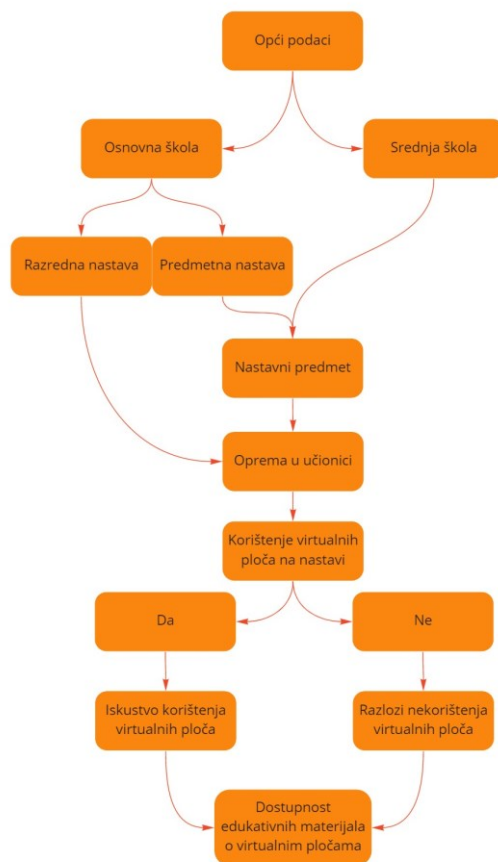 Opći podaci
Osnovna škola
Srednja škola
Razredna nastava
Predmetna nastava
Nastavni predmet
Oprema u učionici
Korištenje virtualnih
ploča na nastavi
Da
Ne
Iskustvo korištenja
virtualnih ploča
Razlozi nekorištenja
virtualnih ploča
Dostupnost
edukativnih materijala
o virtualnim pločama